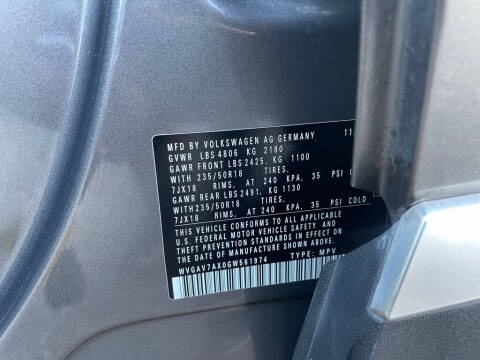 MFD BY VOLKSWAGEN AG GERMANY, 11
GVWR LBS 4806 KG 2180
GAWR FRONT LBS 2425, KG 1100
WITH 235/50R18 TIRES,
7JX18 RIMS, AT 240 KPA, 35 PSI
GAWR REAR LBS 2491, KG 1130
WITH 235/50R18 TIRES,
7JX18 RIMS, AT 240 KPA, 35 PSI
THIS VEHICLE CONFORMS TO ALL APPLICABLE
U.S. FEDERAL MOTOR VEHICLE SAFETY AND
THEFT PREVENTION STANDARDS IN EFFECT ON
THE DATE OF MANUFACTURE SHOWN ABOVE.
WVGAV7AX0GW561974 TYPE: MPV